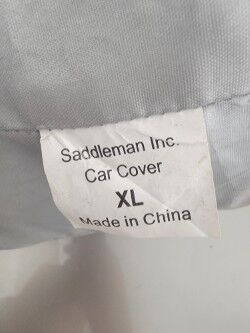 Saddleman Inc.
Car Cover
XL
Made in China